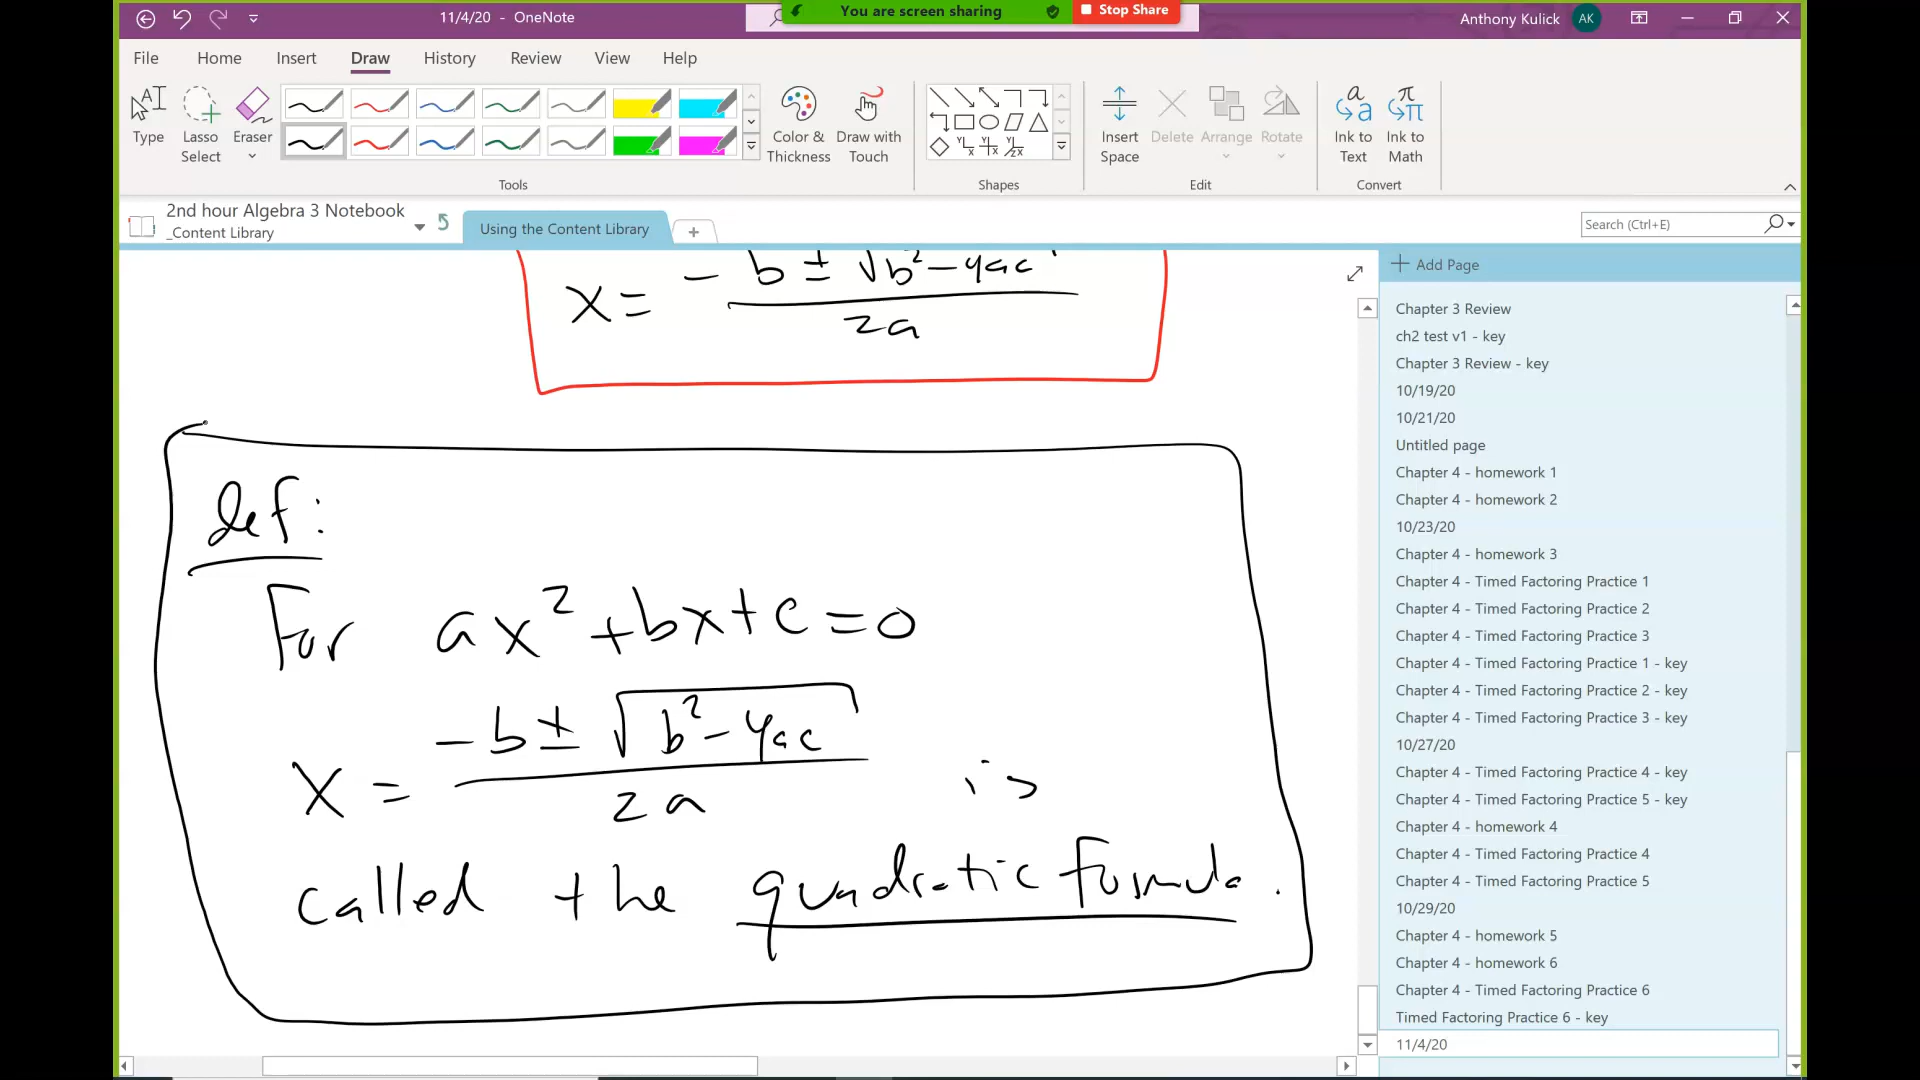 11/4/20 - OneNote
You are screen sharing
Stop Share
Anthony Kulick
AK
File Home Insert Draw History Review View Help
Type
Lasso Select
Eraser
Color & Thickness
Draw with Touch
Insert Space
Delete
Arrange
Rotate
Ink to Text
Ink to Math
Tools
Shapes
Edit
Convert
2nd hour Algebra 3 Notebook
_Content Library
Using the Content Library
Search (Ctrl+E)
x = (-b ± √b²-4ac) / 2a
def:
For ax² + bx + c = 0
x = (-b ± √b²-4ac) / 2a is
called the quadratic formula.
Add Page
Chapter 3 Review
ch2 test v1 - key
Chapter 3 Review - key
10/19/20
10/21/20
Untitled page
Chapter 4 - homework 1
Chapter 4 - homework 2
10/23/20
Chapter 4 - homework 3
Chapter 4 - Timed Factoring Practice 1
Chapter 4 - Timed Factoring Practice 2
Chapter 4 - Timed Factoring Practice 3
Chapter 4 - Timed Factoring Practice 1 - key
Chapter 4 - Timed Factoring Practice 2 - key
Chapter 4 - Timed Factoring Practice 3 - key
10/27/20
Chapter 4 - Timed Factoring Practice 4 - key
Chapter 4 - Timed Factoring Practice 5 - key
Chapter 4 - homework 4
Chapter 4 - Timed Factoring Practice 4
Chapter 4 - Timed Factoring Practice 5
10/29/20
Chapter 4 - homework 5
Chapter 4 - homework 6
Chapter 4 - Timed Factoring Practice 6
Timed Factoring Practice 6 - key
11/4/20